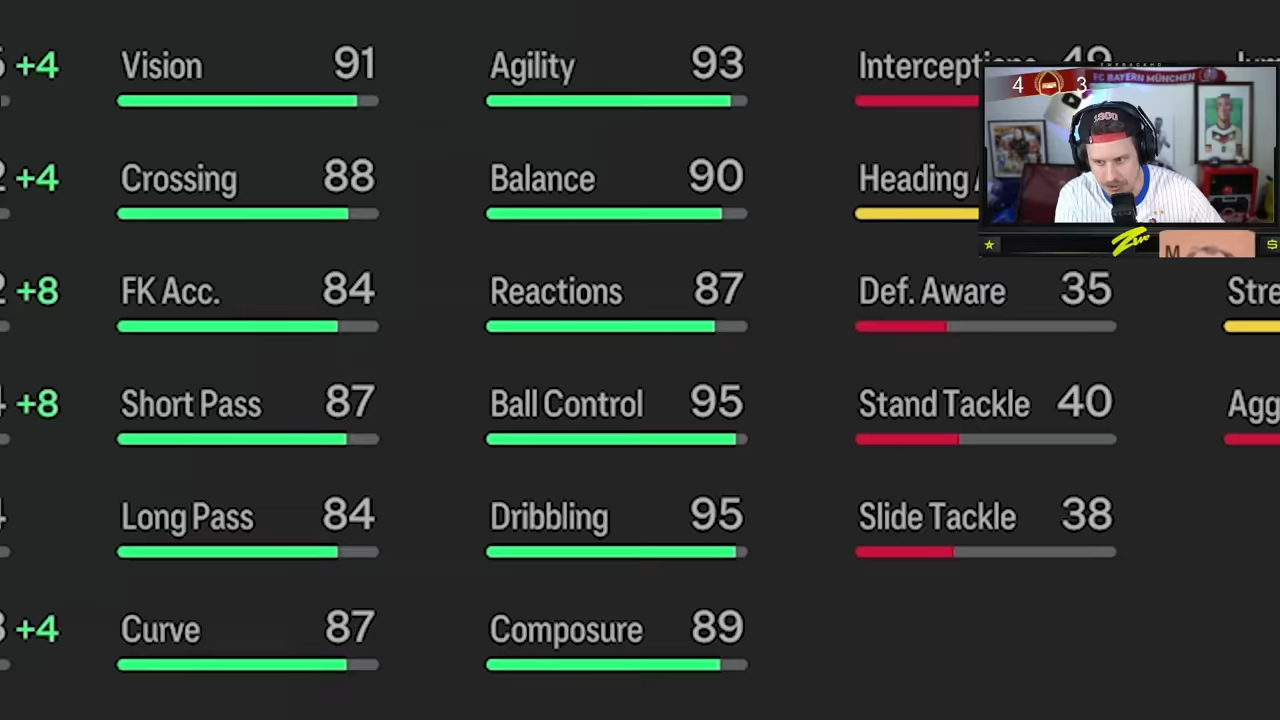 +4 Vision 91 Agility 93
4 3 FC BAYERN MÜNCHEN
1900
+4 Crossing 88 Balance 90 Heading
+8 FK Acc. 84 Reactions 87 Def. Aware 35
+8 Short Pass 87 Ball Control 95 Stand Tackle 40
Long Pass 84 Dribbling 95 Slide Tackle 38
+4 Curve 87 Composure 89